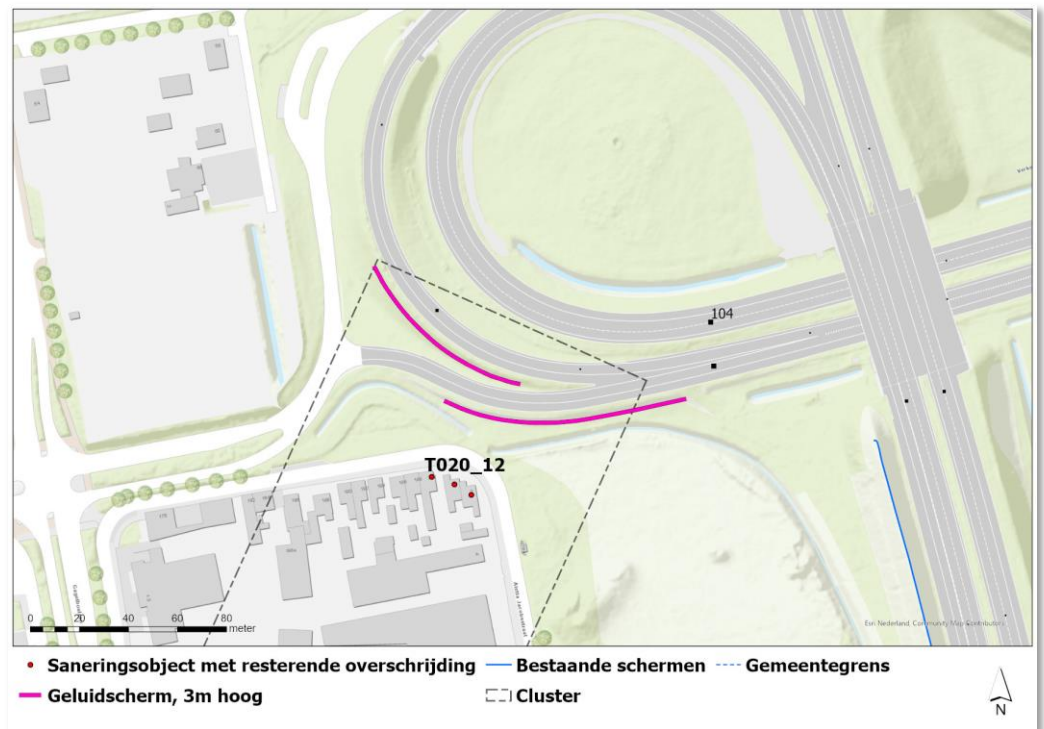 104
T020_12
0 20 40 60 80
meter
Esri Nederland, Community Map Contributors
Saneringsobject met resterende overschrijding
Bestaande schermen
Gemeentegrens
Geluidscherm, 3m hoog
Cluster
N